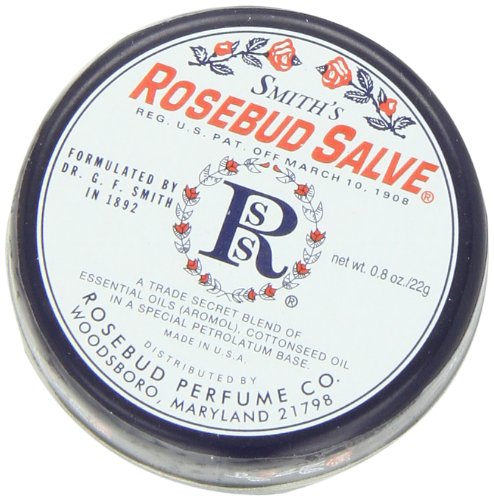 SMITH'S
ROSEBUD SALVE®
REG. U.S. PAT. OFF MARCH 10, 1908
FORMULATED BY
DR. G. F. SMITH
IN 1892
RSS
®
net wt. 0.8 oz./22g
A TRADE SECRET BLEND OF
ESSENTIAL OILS (AROMOL), COTTONSEED OIL
IN A SPECIAL PETROLATUM BASE.
MADE IN U.S.A.
DISTRIBUTED BY
ROSEBUD PERFUME CO.
WOODSBORO, MARYLAND 21798